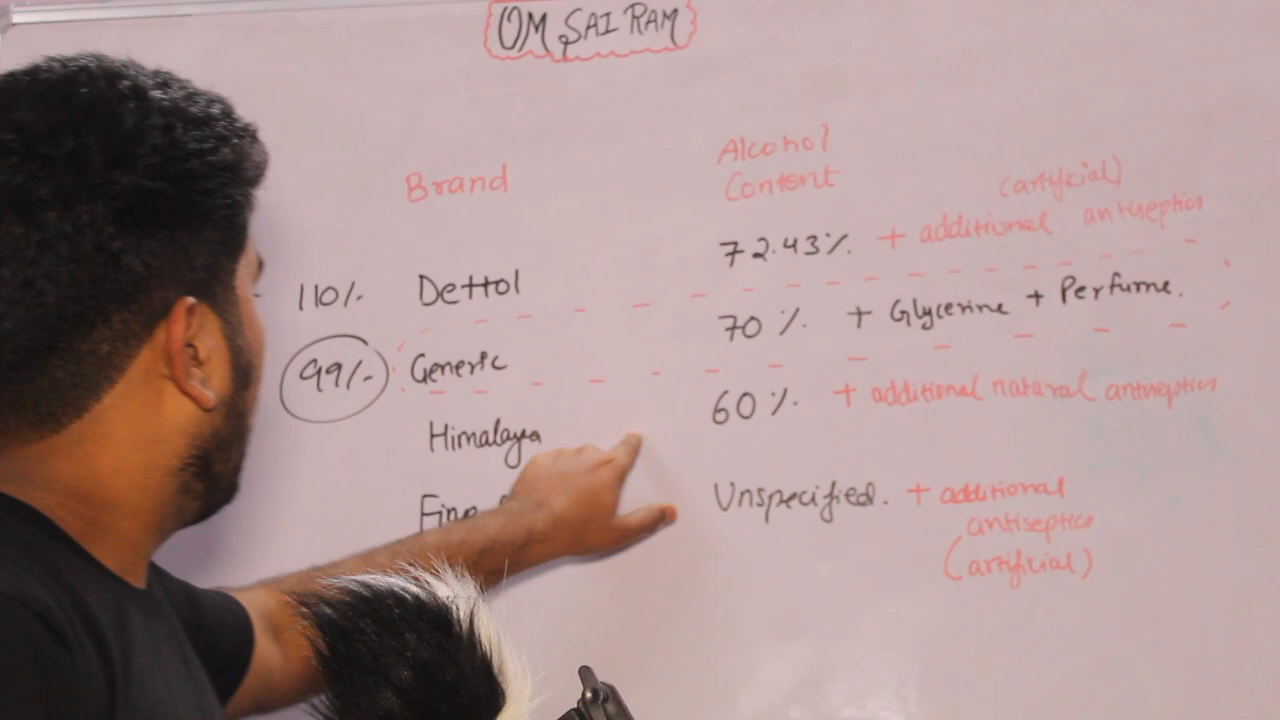 OM SAI RAM
Brand
Alcohol
Content
(artificial)
110/- Dettol 72.43% + additional antiseptics
99/- Generic 70% + Glycerine + Perfume.
Himalaya 60% + additional natural antiseptics
Unspecified. + additional
antiseptics
(artificial)